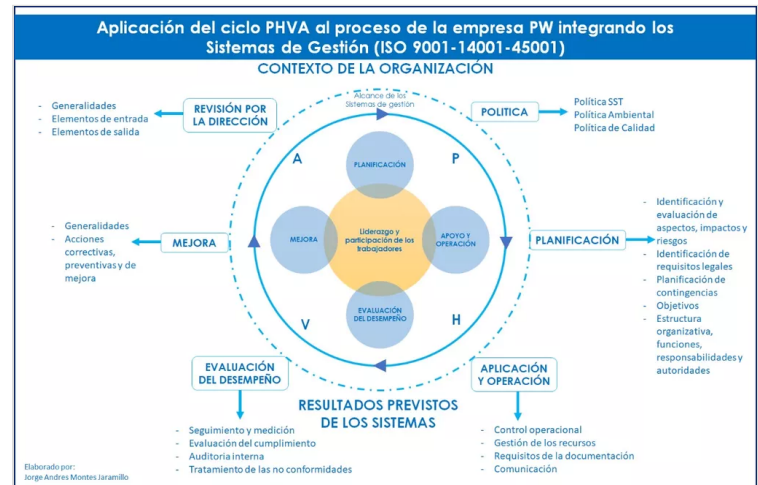 Aplicación del ciclo PHVA al proceso de la empresa PW integrando los
Sistemas de Gestión (ISO 9001-14001-45001)
CONTEXTO DE LA ORGANIZACIÓN
Alcance de los
Sistemas de gestión
- Generalidades
- Elementos de entrada
- Elementos de salida
REVISIÓN POR
LA DIRECCIÓN
POLITICA
Política SST
Política Ambiental
Política de Calidad
A
P
PLANIFICACIÓN
- Generalidades
- Acciones
correctivas,
preventivas y de
mejora
MEJORA
MEJORA
Liderazgo y
participación de los
trabajadores
APOYO Y
OPERACIÓN
PLANIFICACIÓN
- Identificación y
evaluación de
aspectos, impactos y
riesgos
- Identificación de
requisitos legales
- Planificación de
contingencias
- Objetivos
- Estructura
organizativa,
funciones,
responsabilidades y
autoridades
EVALUACIÓN
DEL DESEMPEÑO
V
H
EVALUACIÓN
DEL DESEMPEÑO
APLICACIÓN
Y OPERACIÓN
RESULTADOS PREVISTOS
DE LOS SISTEMAS
- Seguimiento y medición
- Evaluación del cumplimiento
- Auditoria interna
- Tratamiento de las no conformidades
- Control operacional
- Gestión de los recursos
- Requisitos de la documentación
- Comunicación
Elaborado por:
Jorge Andres Montes Jaramillo